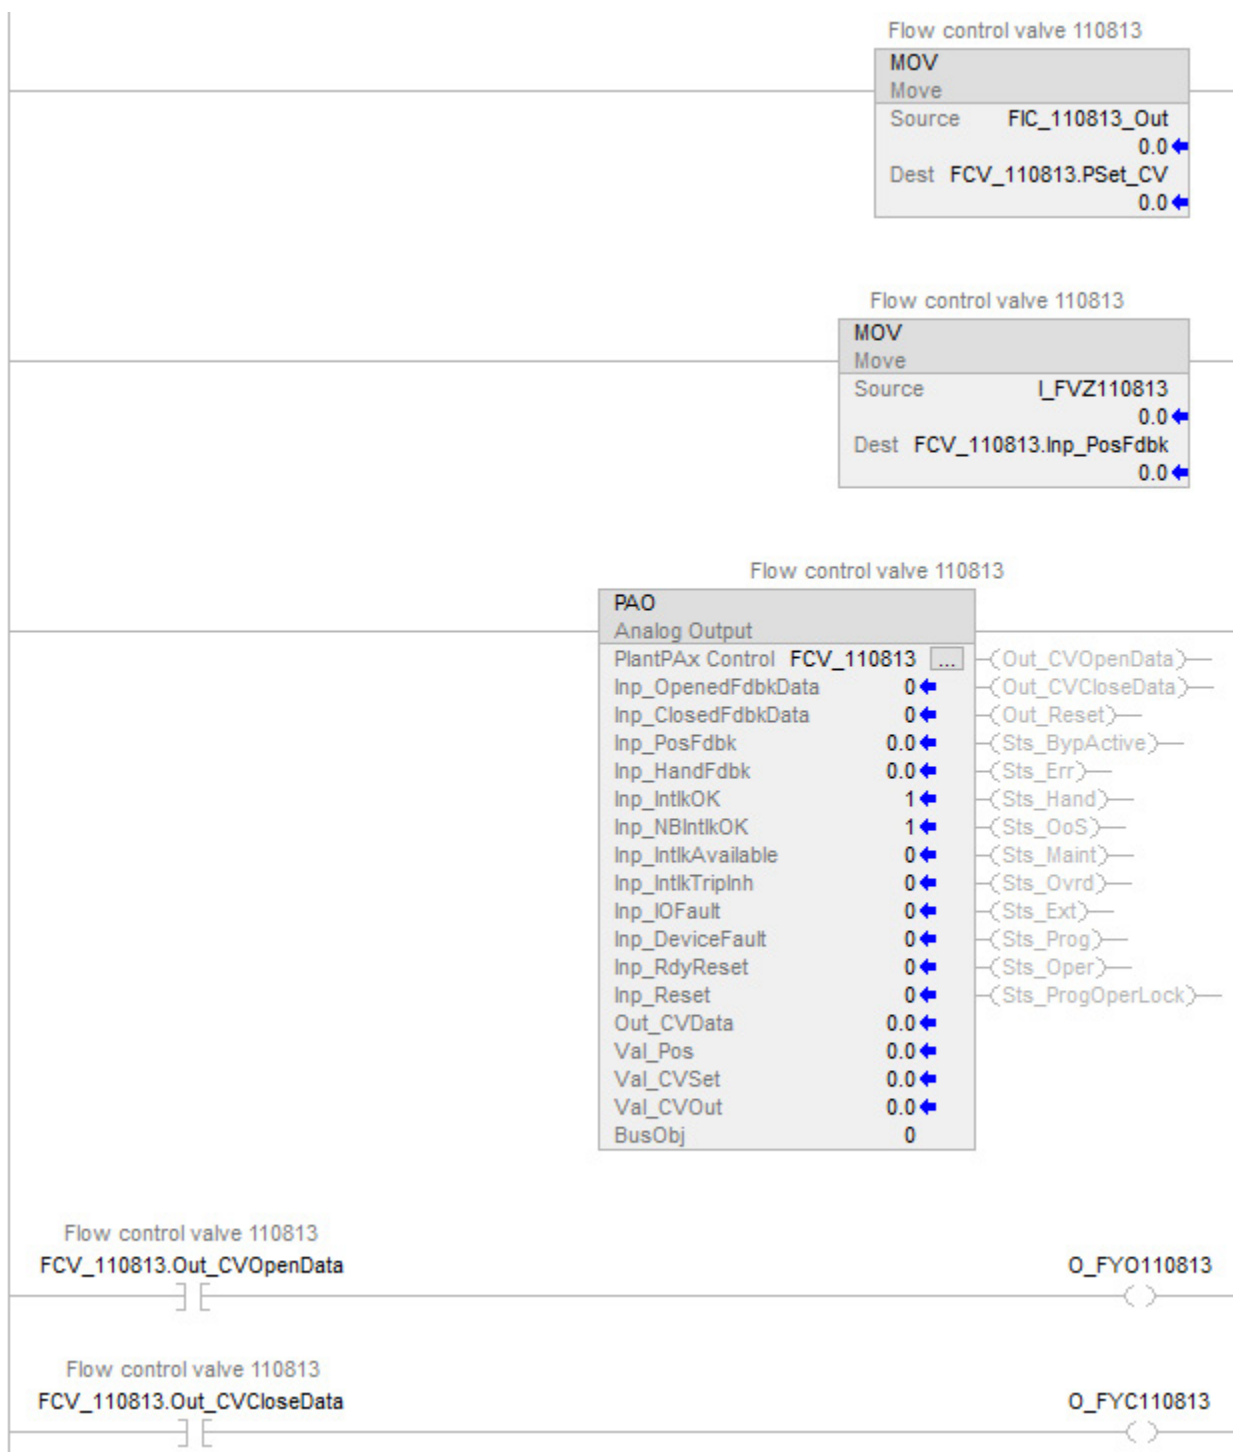 Flow control valve 110813
MOV
Move
Source FIC_110813_Out
0.0
Dest FCV_110813.PSet_CV
0.0
Flow control valve 110813
MOV
Move
Source I_FVZ110813
0.0
Dest FCV_110813.Inp_PosFdbk
0.0
Flow control valve 110813
PAO
Analog Output
PlantPAx Control FCV_110813 ... (Out_CVOpenData)
Inp_OpenedFdbkData 0 (Out_CVCloseData)
Inp_ClosedFdbkData 0 (Out_Reset)
Inp_PosFdbk 0.0 (Sts_BypActive)
Inp_HandFdbk 0.0 (Sts_Err)
Inp_IntlkOK 1 (Sts_Hand)
Inp_NBIntlkOK 1 (Sts_OoS)
Inp_IntlkAvailable 0 (Sts_Maint)
Inp_IntlkTripInh 0 (Sts_Ovrd)
Inp_IOFault 0 (Sts_Ext)
Inp_DeviceFault 0 (Sts_Prog)
Inp_RdyReset 0 (Sts_Oper)
Inp_Reset 0 (Sts_ProgOperLock)
Out_CVData 0.0
Val_Pos 0.0
Val_CVSet 0.0
Val_CVOut 0.0
BusObj 0
Flow control valve 110813
FCV_110813.Out_CVOpenData O_FYO110813
Flow control valve 110813
FCV_110813.Out_CVCloseData O_FYC110813